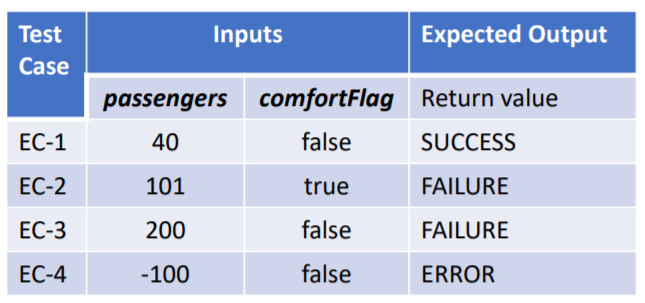 Test Case Inputs Expected Output
passengers comfortFlag Return value
EC-1 40 false SUCCESS
EC-2 101 true FAILURE
EC-3 200 false FAILURE
EC-4 -100 false ERROR